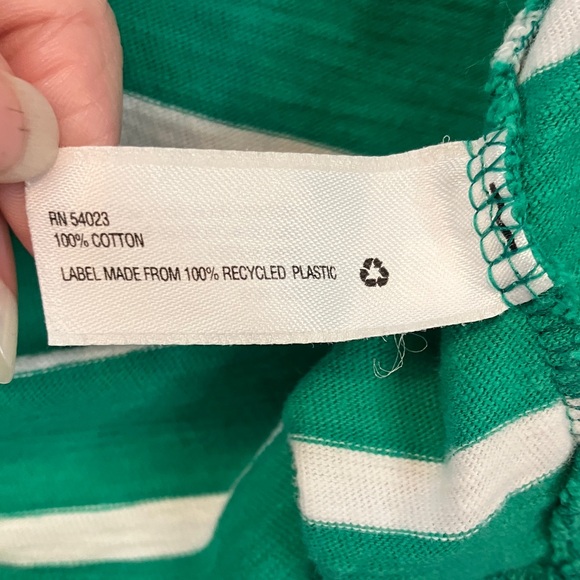 RN 54023
100% COTTON
LABEL MADE FROM 100% RECYCLED PLASTIC